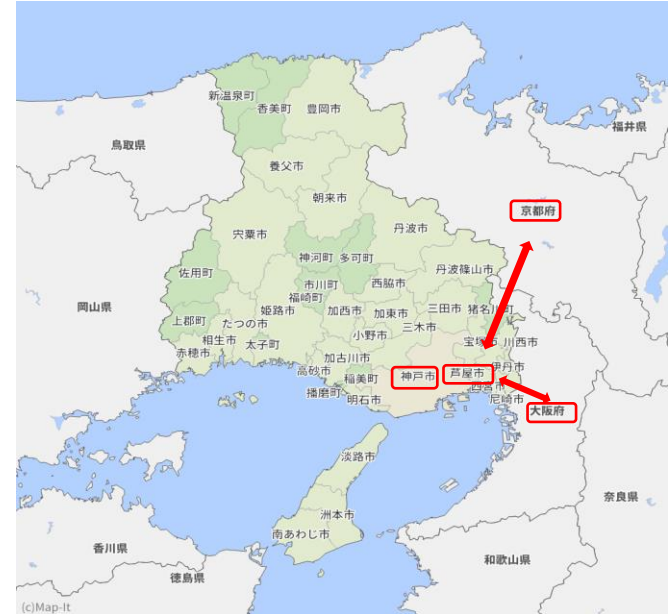 新温泉町
香美町
豊岡市
福井県
鳥取県
養父市
朝来市
京都府
宍粟市
丹波市
神河町
多可町
佐用町
丹波篠山市
市川町
西脇市
岡山県
福崎町
姫路市
加西市
加東市
三田市
猪名川町
上郡町
たつの市
小野市
三木市
相生市
太子町
宝塚市
川西市
赤穂市
加古川市
伊丹市
高砂市
稲美町
神戸市
芦屋市
西宮市
播磨町
明石市
尼崎市
大阪府
淡路市
奈良県
洲本市
南あわじ市
香川県
和歌山県
徳島県
(c)Map-It